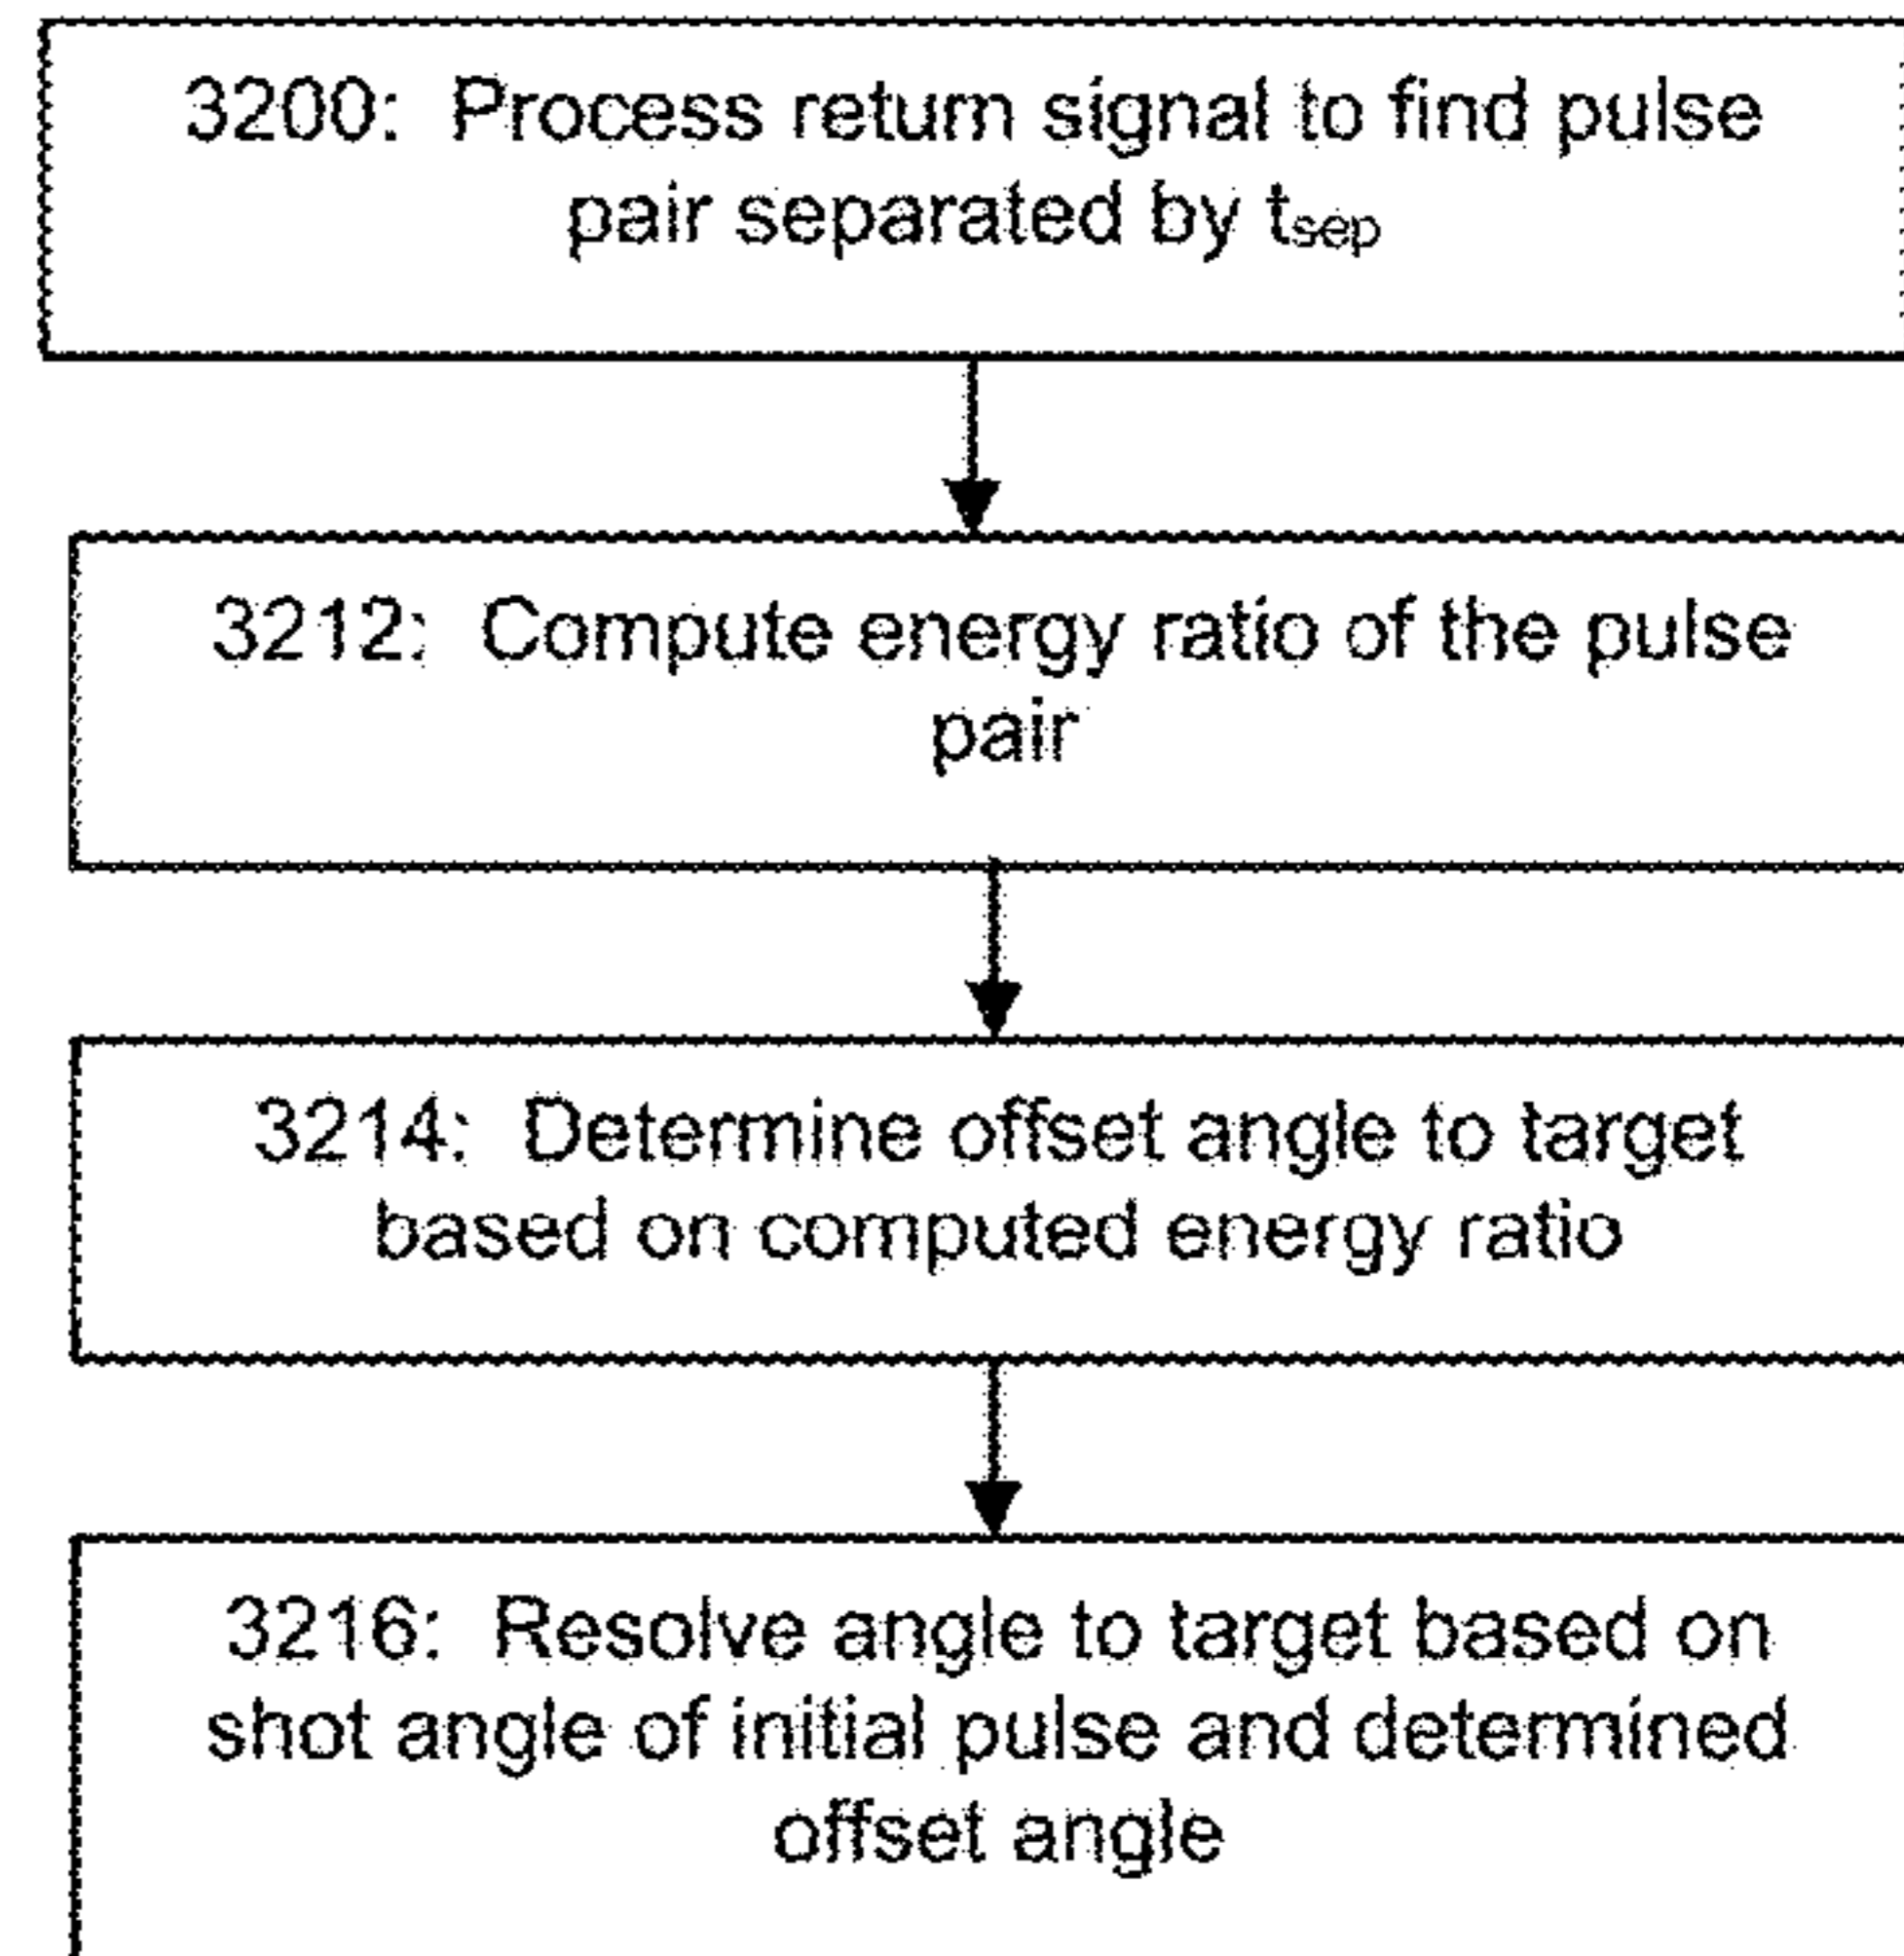 3200: Process return signal to find pulse
pair separated by tsep
3212: Compute energy ratio of the pulse
pair
3214: Determine offset angle to target
based on computed energy ratio
3216: Resolve angle to target based on
shot angle of initial pulse and determined
offset angle